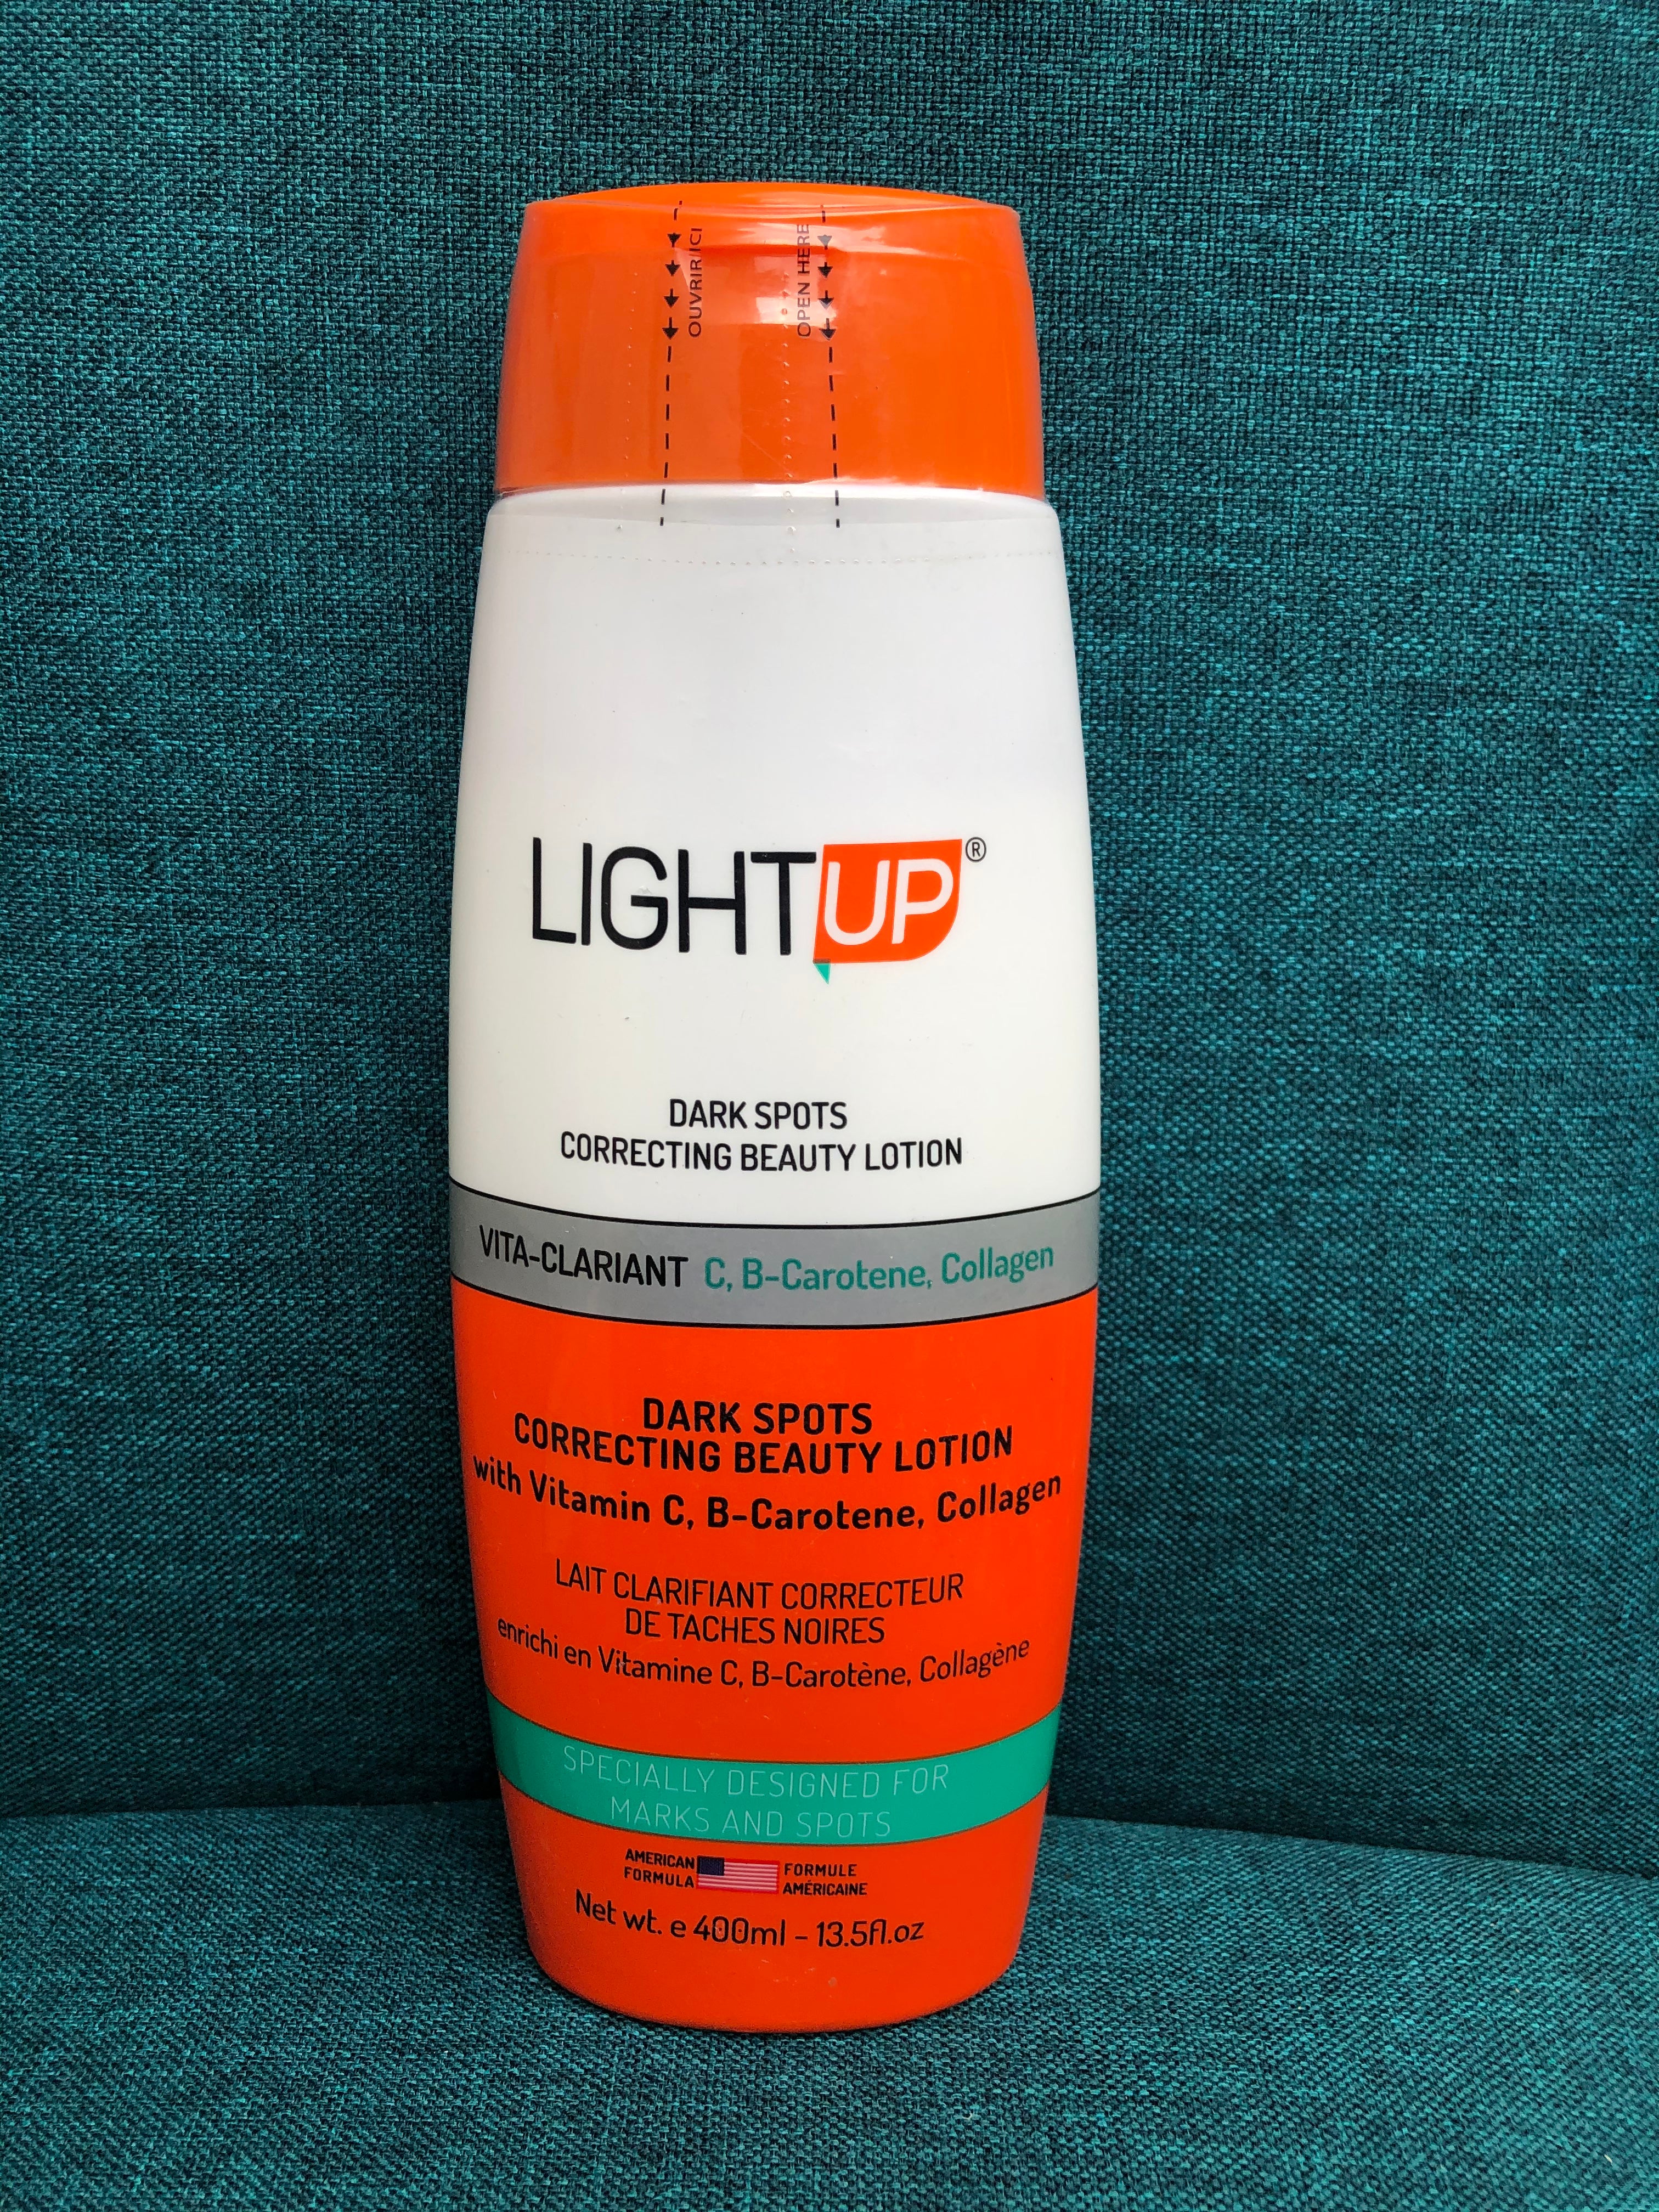 OUVRIR ICI
OPEN HERE
LIGHTUP®
DARK SPOTS
CORRECTING BEAUTY LOTION
VITA-CLARIANT C, B-Carotene, Collagen
DARK SPOTS
CORRECTING BEAUTY LOTION
with Vitamin C, B-Carotene, Collagen
LAIT CLARIFIANT CORRECTEUR
DE TACHES NOIRES
enrichi en Vitamine C, B-Carotène, Collagène
SPECIALLY DESIGNED FOR
MARKS AND SPOTS
AMERICAN FORMULE
FORMULA AMÉRICAINE
Net wt. e 400ml - 13.5fl.oz